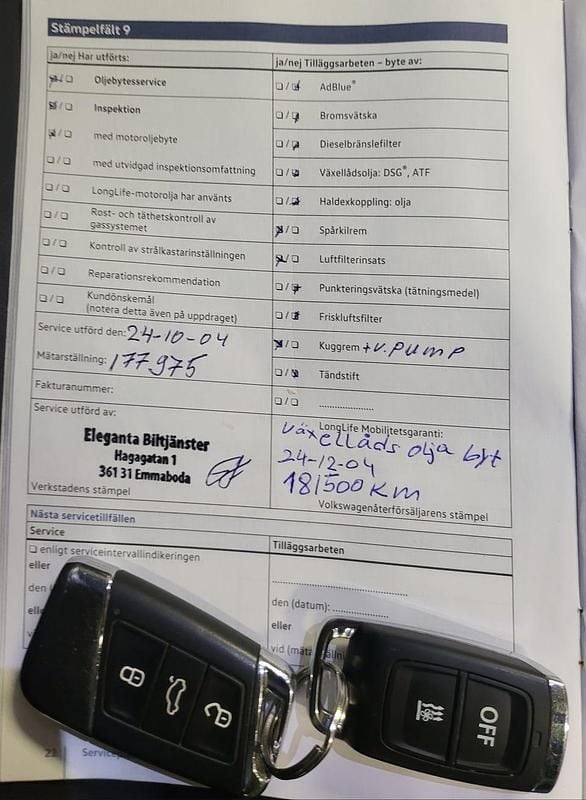 Stämpelfält 9
ja/nej Har utförts:
Oljebytesservice
Inspektion
med motoroljebyte
med utvidgad inspektionsomfattning
LongLife-motorolja har använts
Rost- och täthetskontroll av
gassystemet
Kontroll av strålkastarinställningen
Reparationsrekommendation
Kundönskemål
(notera detta även på uppdraget)
Service utförd den: 24-10-04
Mätarställning: 177975
Fakturanummer:
Service utförd av:
Eleganta Biltjänster
Hagagatan 1
361 31 Emmaboda
Verkstadens stämpel
ja/nej Tilläggsarbeten – byte av:
AdBlue®
Bromsvätska
Dieselbränslefilter
Växellådsolja: DSG®, ATF
Haldexkoppling: olja
Spårkilrem
Luftfilterinsats
Punkteringsvätska (tätningsmedel)
Friskluftsfilter
Kuggrem +V.PUMP
Tändstift
....................
LongLife Mobilitetsgaranti:
växellåds olja byt
24-12-04
181500 KM
Volkswagenåterförsäljarens stämpel
Nästa servicetillfällen
Service
enligt serviceintervallindikeringen
eller
den
Tilläggsarbeten
den (datum): ..............
eller
vid
OFF